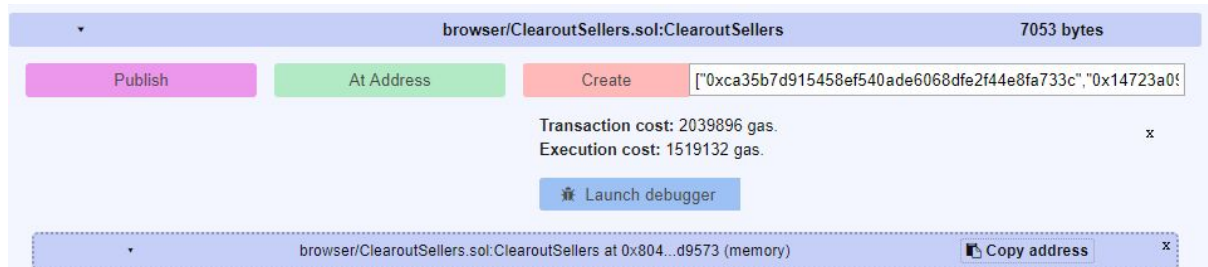 browser/ClearoutSellers.sol:ClearoutSellers 7053 bytes
Publish At Address Create ["0xca35b7d915458ef540ade6068dfe2f44e8fa733c","0x14723a09
Transaction cost: 2039896 gas. x
Execution cost: 1519132 gas.
Launch debugger
browser/ClearoutSellers.sol:ClearoutSellers at 0x804...d9573 (memory) Copy address x